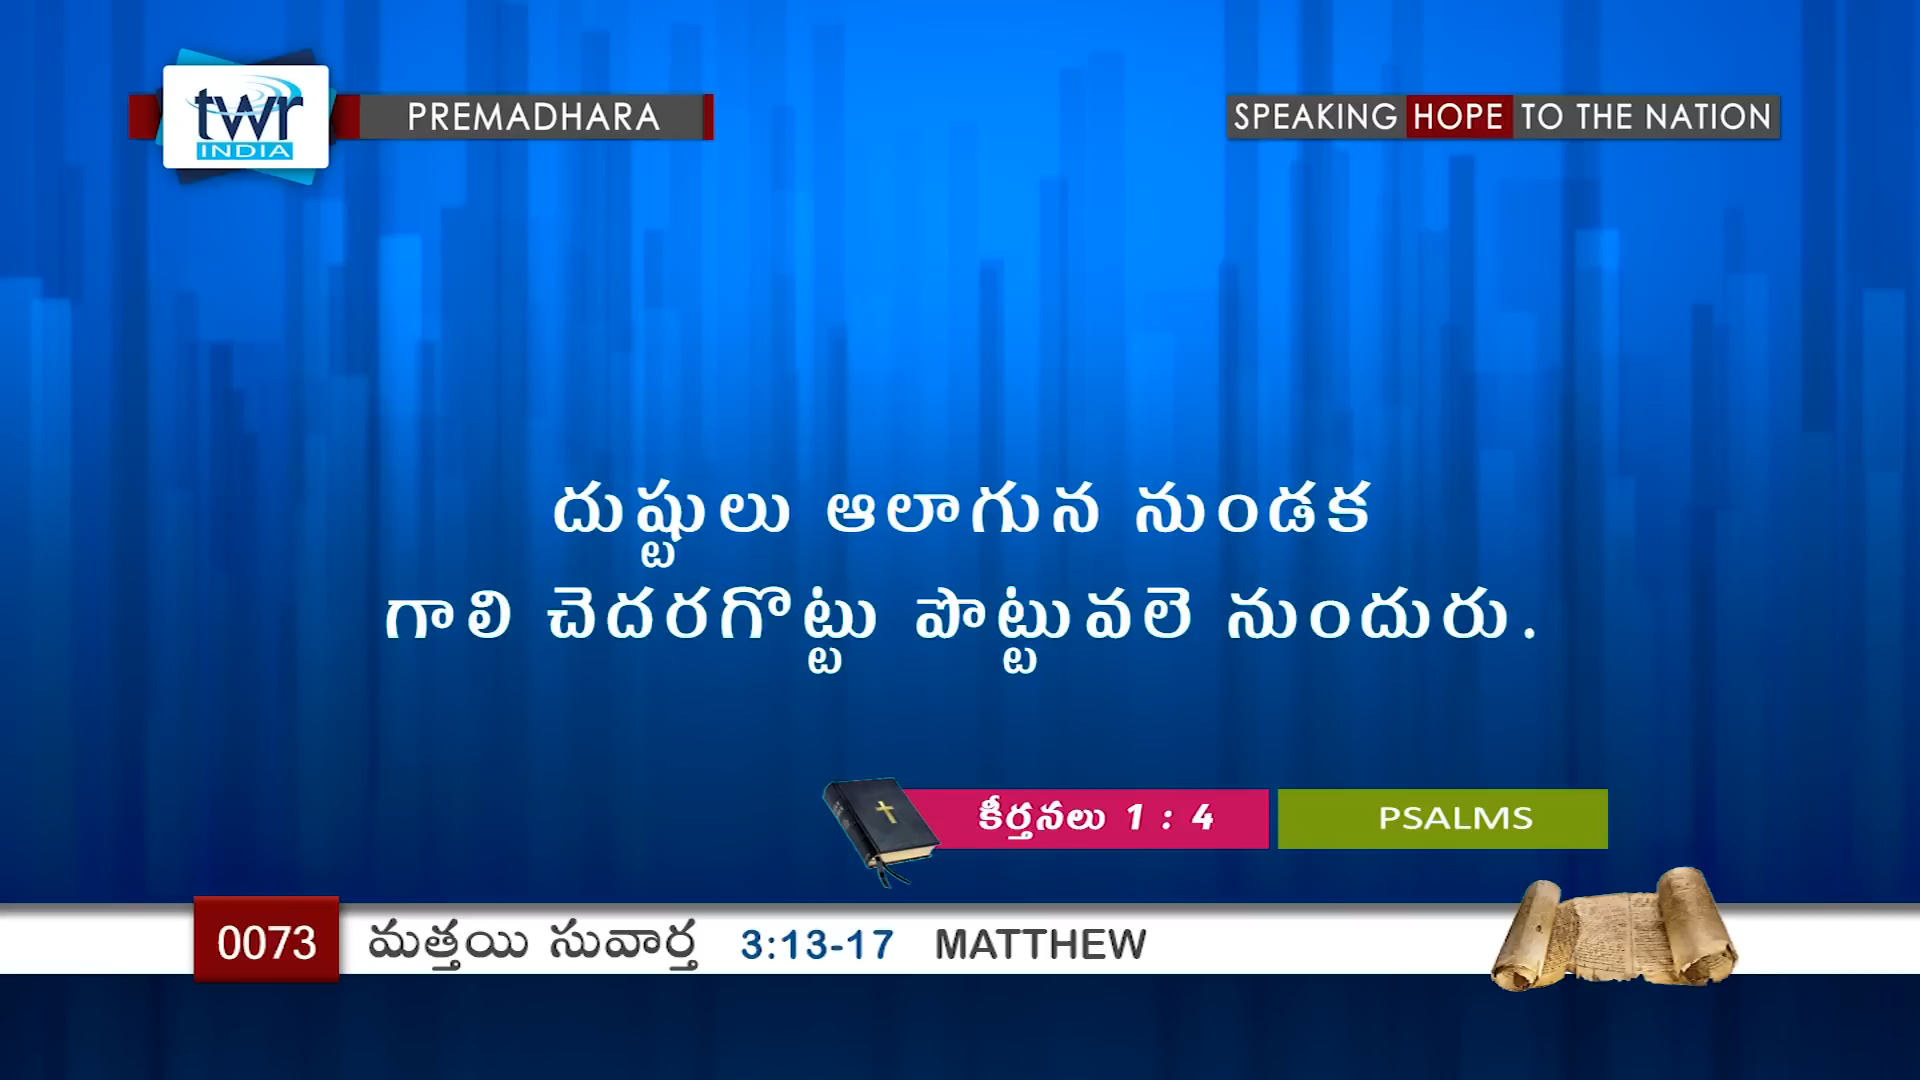 twr
INDIA
PREMADHARA
SPEAKING HOPE TO THE NATION
దుష్టులు ఆలాగున నుండక
గాలి చెదరగొట్టు పొట్టువలె నుందురు.
కీర్తనలు 1 : 4
PSALMS
0073 మత్తయి సువార్త 3:13-17 MATTHEW